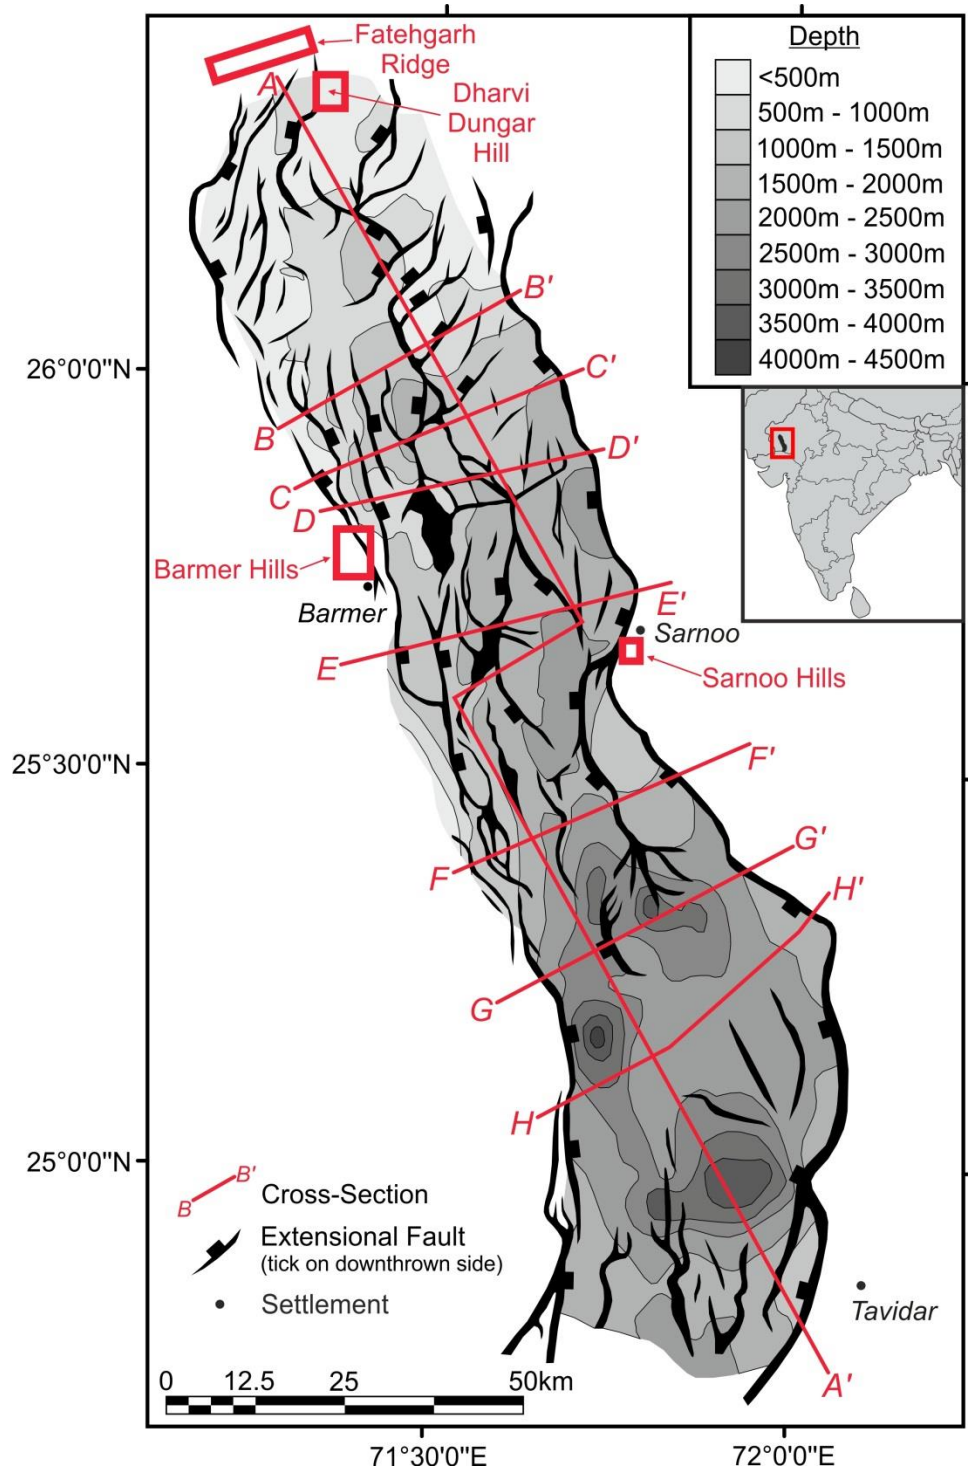 Fatehgarh
Ridge
Dharvi
Dungar
Hill
Depth
<500m
500m - 1000m
1000m - 1500m
1500m - 2000m
2000m - 2500m
2500m - 3000m
3000m - 3500m
3500m - 4000m
4000m - 4500m
A
B'
26°0'0"N
C'
B
D'
C
D
Barmer Hills
Barmer
E'
Sarnoo
E
Sarnoo Hills
25°30'0"N
F'
F
G'
H'
G
H
25°0'0"N
B B'
Cross-Section
Extensional Fault
(tick on downthrown side)
Settlement
Tavidar
A'
0 12.5 25 50km
71°30'0"E 72°0'0"E